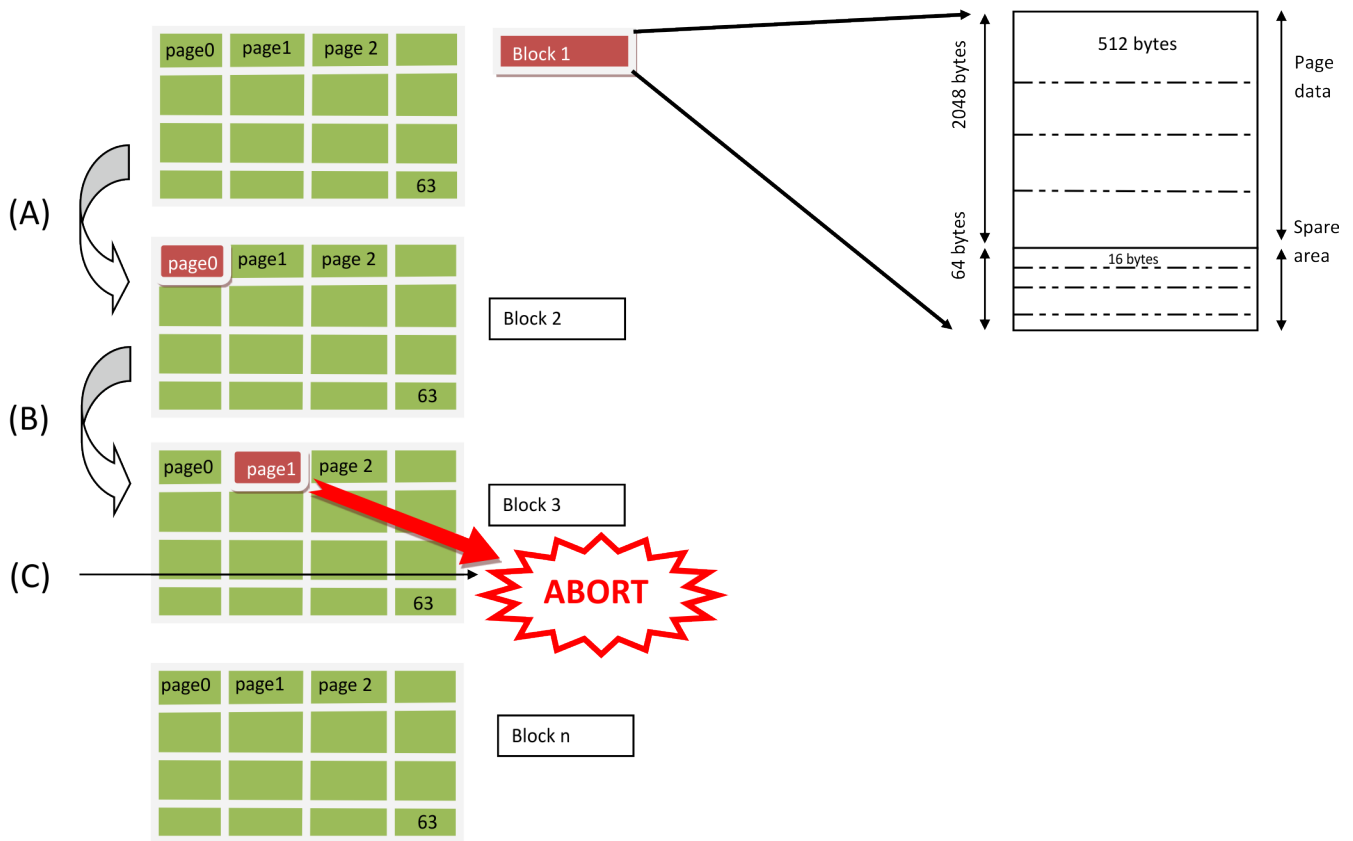 page0 page1 page 2
63
Block 1
(A)
page0 page1 page 2
63
Block 2
(B)
page0 page1 page 2
63
Block 3
(C)
ABORT
page0 page1 page 2
63
Block n
2048 bytes
64 bytes
512 bytes
16 bytes
Page
data
Spare
area